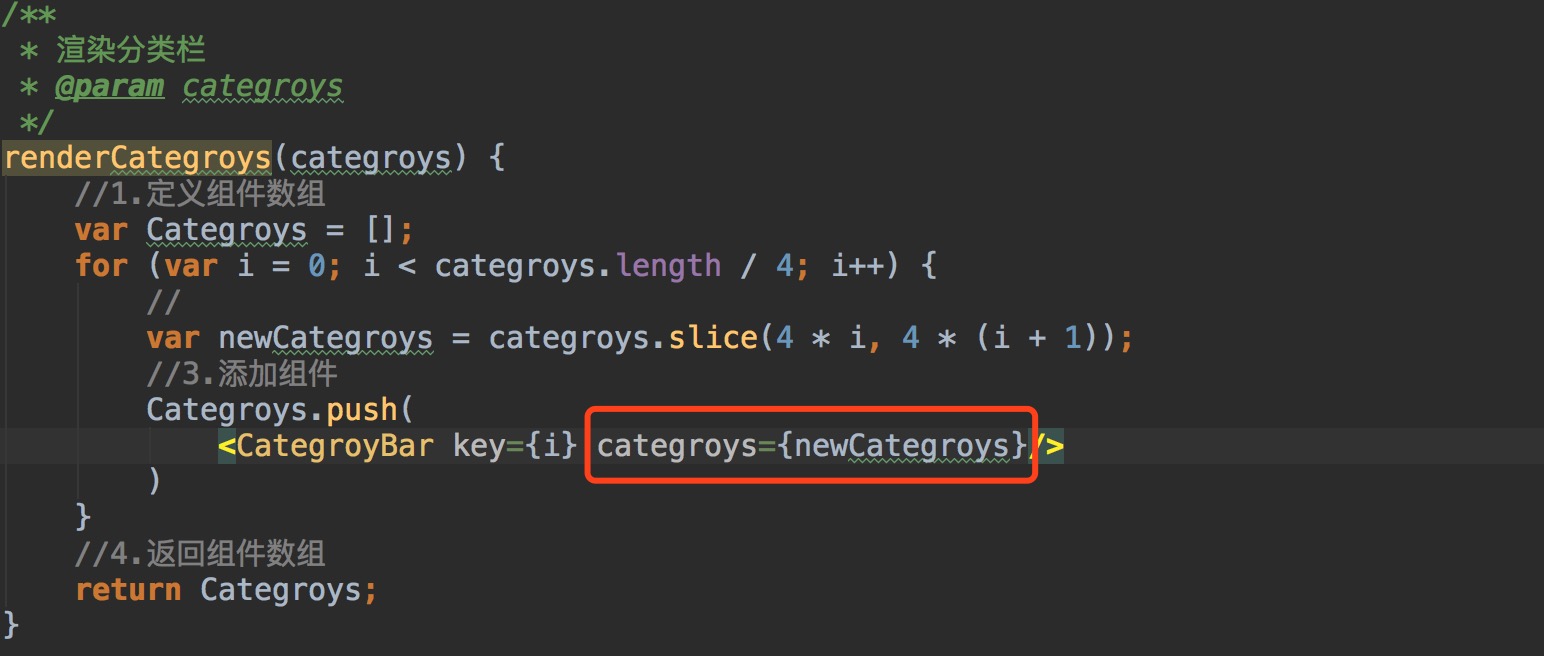 /**
 * 渲染分类栏
 * @param categroys
 */
renderCategroys(categroys) {
    //1.定义组件数组
    var Categroys = [];
    for (var i = 0; i < categroys.length / 4; i++) {
        //
        var newCategroys = categroys.slice(4 * i, 4 * (i + 1));
        //3.添加组件
        Categroys.push(
            <CategroyBar key={i} categroys={newCategroys}/>
        )
    }
    //4.返回组件数组
    return Categroys;
}